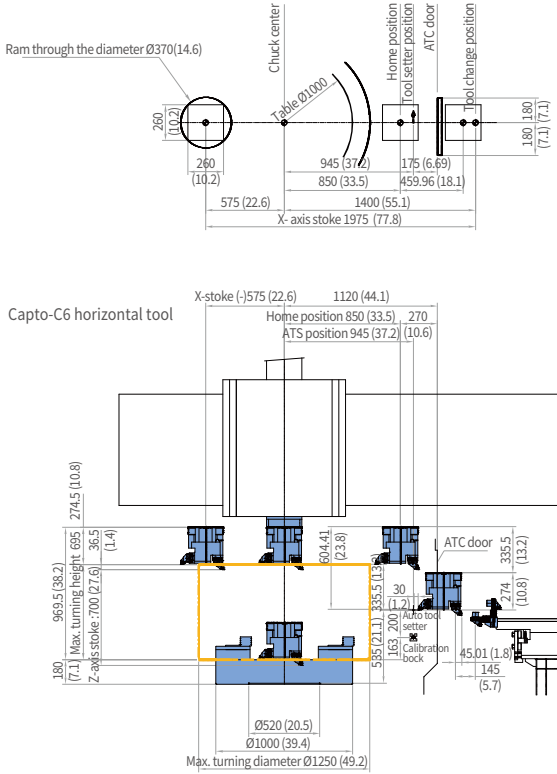 Ram through the diameter Ø370(14.6)
Chuck center
Table Ø1000
Home position
Tool setter position
ATC door
Tool change position
260
(10.2)
260
(10.2)
180
(7.1)
180
(7.1)
945 (37.2)
175 (6.69)
850 (33.5)
459.96 (18.1)
575 (22.6)
1400 (55.1)
X- axis stoke 1975 (77.8)
X-stoke (-)575 (22.6)
1120 (44.1)
Capto-C6 horizontal tool
Home position 850 (33.5)
270
ATS position 945 (37.2)
(10.6)
274.5 (10.8)
36.5
(1.4)
969.5 (38.2)
Max. turning height 695
Z-axis stoke :700 (27.6)
180
(7.1)
604.41
(23.8)
ATC door
335.5
(13.2)
274
(10.8)
30
(1.2)
200
Auto tool
setter
163
Calibration
bock
535 (21.1)
45.01 (1.8)
145
(5.7)
Ø520 (20.5)
Ø1000 (39.4)
Max. turning diameter Ø1250 (49.2)